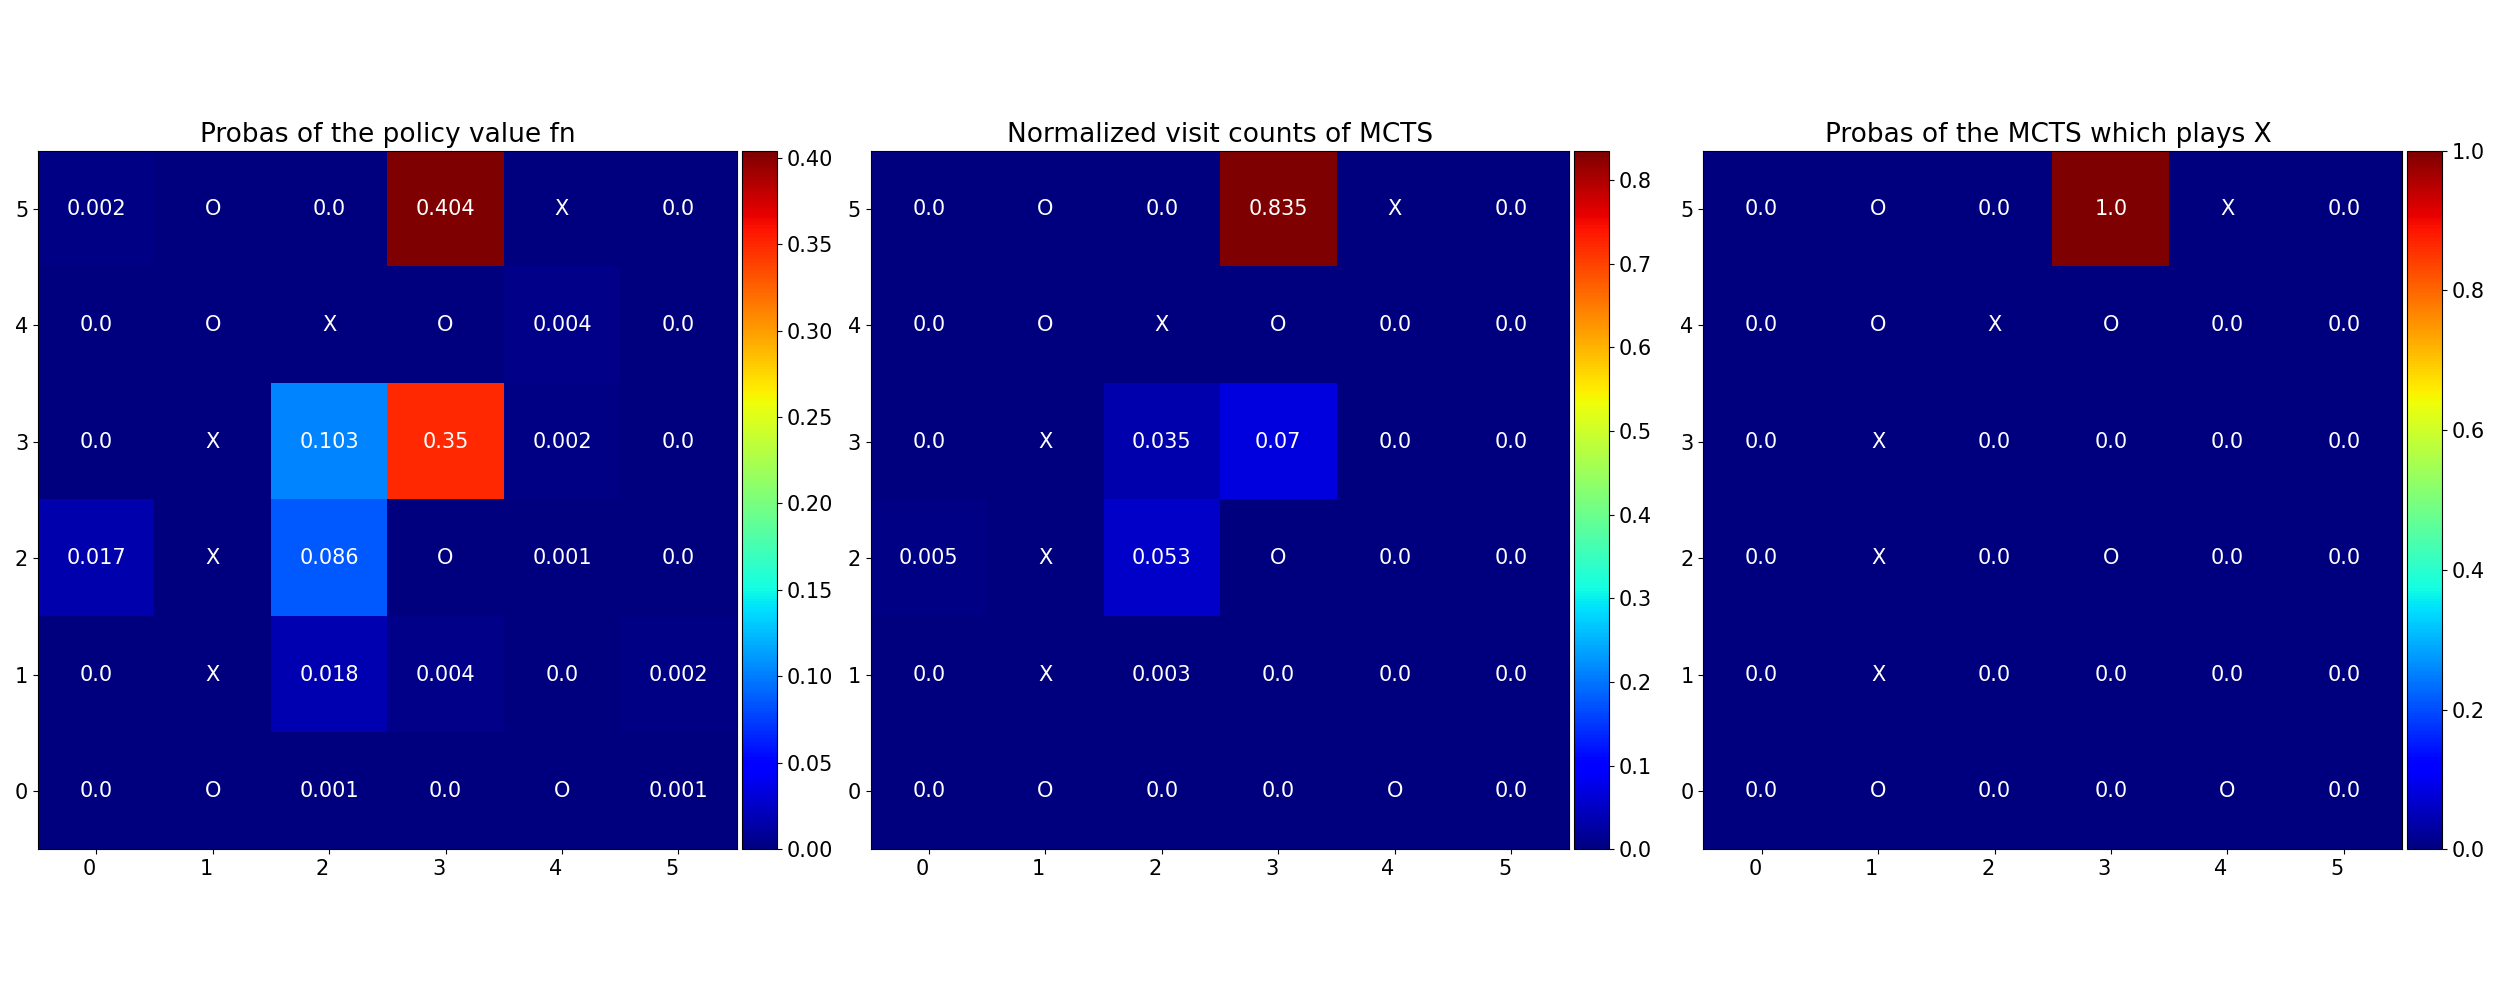 Probas of the policy value fn
5 0.002 O 0.0 0.404 X 0.0
4 0.0 O X O 0.004 0.0
3 0.0 X 0.103 0.35 0.002 0.0
2 0.017 X 0.086 O 0.001 0.0
1 0.0 X 0.018 0.004 0.0 0.002
0 0.0 O 0.001 0.0 O 0.001
0 1 2 3 4 5
0.40
0.35
0.30
0.25
0.20
0.15
0.10
0.05
0.00
Normalized visit counts of MCTS
5 0.0 O 0.0 0.835 X 0.0
4 0.0 O X O 0.0 0.0
3 0.0 X 0.035 0.07 0.0 0.0
2 0.005 X 0.053 O 0.0 0.0
1 0.0 X 0.003 0.0 0.0 0.0
0 0.0 O 0.0 0.0 O 0.0
0 1 2 3 4 5
0.8
0.7
0.6
0.5
0.4
0.3
0.2
0.1
0.0
Probas of the MCTS which plays X
5 0.0 O 0.0 1.0 X 0.0
4 0.0 O X O 0.0 0.0
3 0.0 X 0.0 0.0 0.0 0.0
2 0.0 X 0.0 O 0.0 0.0
1 0.0 X 0.0 0.0 0.0 0.0
0 0.0 O 0.0 0.0 O 0.0
0 1 2 3 4 5
1.0
0.8
0.6
0.4
0.2
0.0